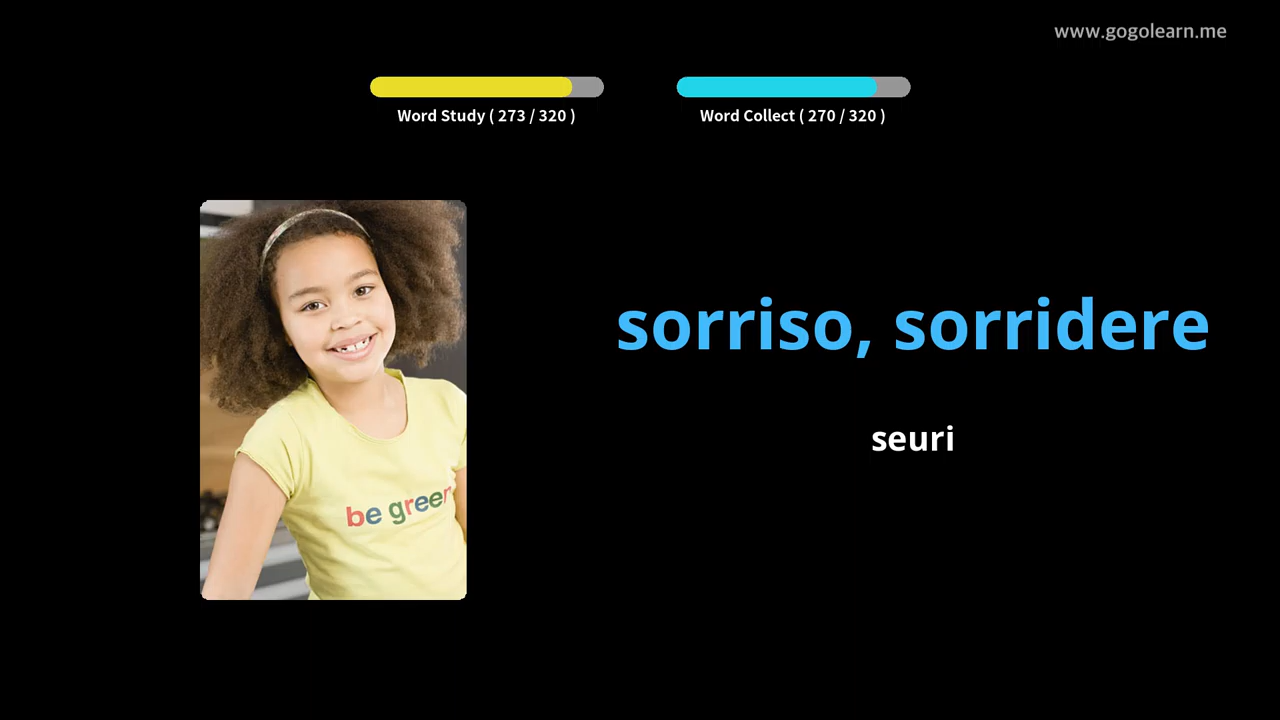 www.gogolearn.me
Word Study ( 273 / 320 )
Word Collect ( 270 / 320 )
sorriso, sorridere
seuri
be green